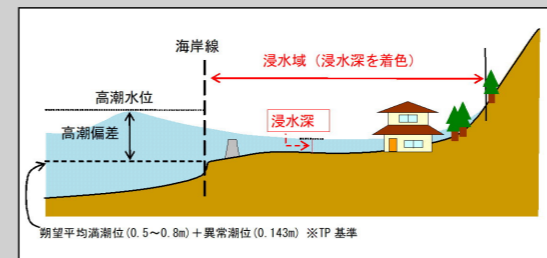 海岸線
浸水域（浸水深を着色）
高潮水位
浸水深
高潮偏差
朔望平均満潮位(0.5～0.8m)＋異常潮位(0.143m) ※TP 基準